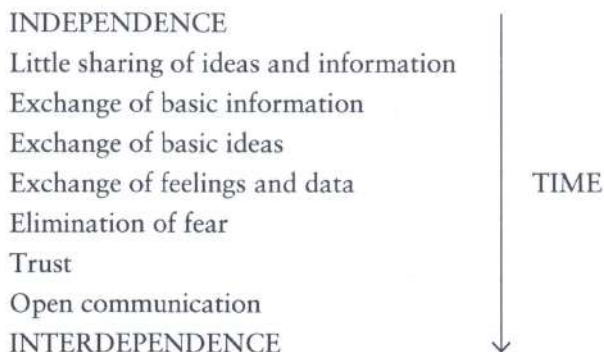 INDEPENDENCE
Little sharing of ideas and information
Exchange of basic information
Exchange of basic ideas
Exchange of feelings and data
Elimination of fear
Trust
Open communication
INTERDEPENDENCE
TIME